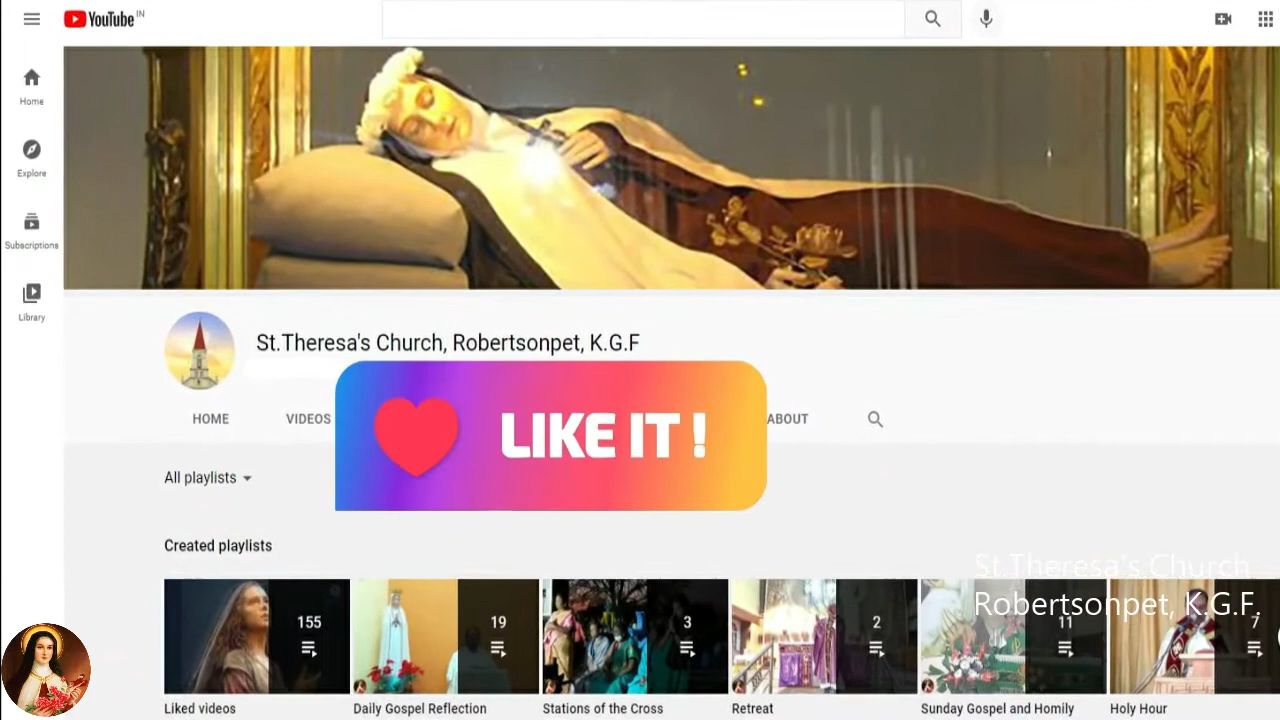 YouTube IN
Home
Explore
Subscriptions
Library
St.Theresa's Church, Robertsonpet, K.G.F
HOME VIDEOS ABOUT
LIKE IT !
All playlists
Created playlists
St.Theresa's Church
Robertsonpet, K.G.F.
155 19 3 2 11 7
Liked videos Daily Gospel Reflection Stations of the Cross Retreat Sunday Gospel and Homily Holy Hour